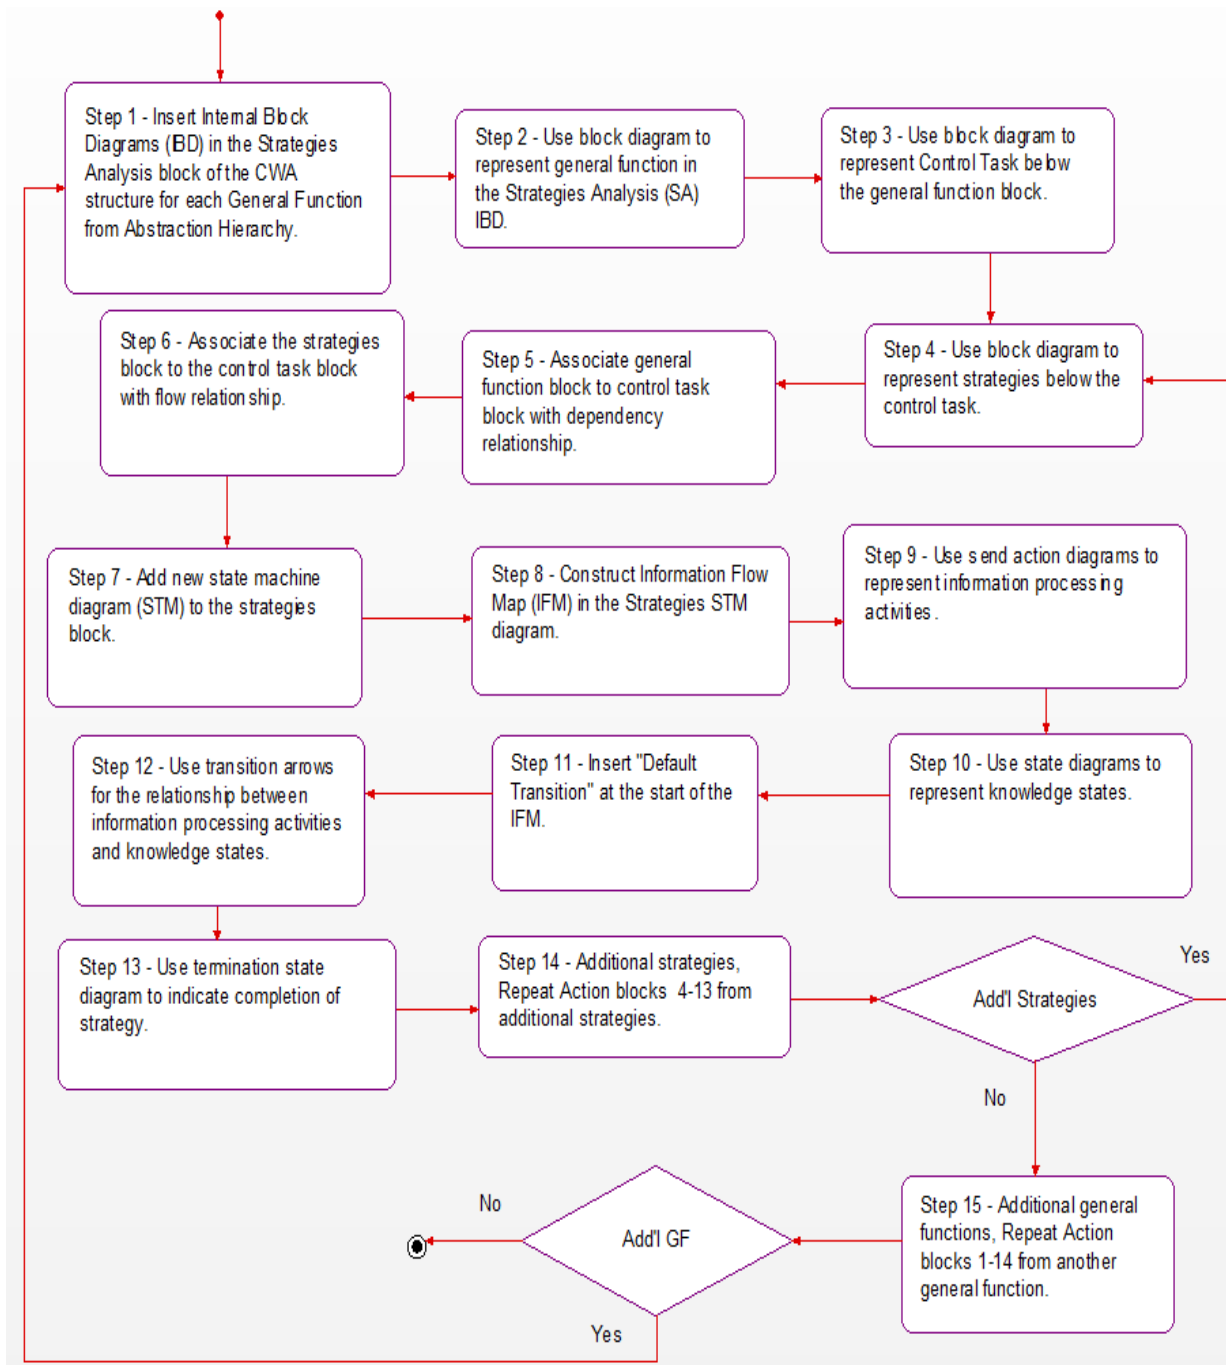 Step 1 - Insert Internal Block
Diagrams (IBD) in the Strategies
Analysis block of the CWA
structure for each General Function
from Abstraction Hierarchy.
Step 2 - Use block diagram to
represent general function in
the Strategies Analysis (SA)
IBD.
Step 3 - Use block diagram to
represent Control Task below
the general function block.
Step 6 - Associate the strategies
block to the control task block
with flow relationship.
Step 5 - Associate general
function block to control task
block with dependency
relationship.
Step 4 - Use block diagram to
represent strategies below the
control task.
Step 7 - Add new state machine
diagram (STM) to the strategies
block.
Step 8 - Construct Information Flow
Map (IFM) in the Strategies STM
diagram.
Step 9 - Use send action diagrams to
represent information processing
activities.
Step 12 - Use transition arrows
for the relationship between
information processing activities
and knowledge states.
Step 11 - Insert "Default
Transition" at the start of the
IFM.
Step 10 - Use state diagrams to
represent knowledge states.
Step 13 - Use termination state
diagram to indicate completion of
strategy.
Step 14 - Additional strategies,
Repeat Action blocks 4-13 from
additional strategies.
Add'l Strategies
Yes
No
Step 15 - Additional general
functions, Repeat Action
blocks 1-14 from another
general function.
Add'l GF
No
Yes